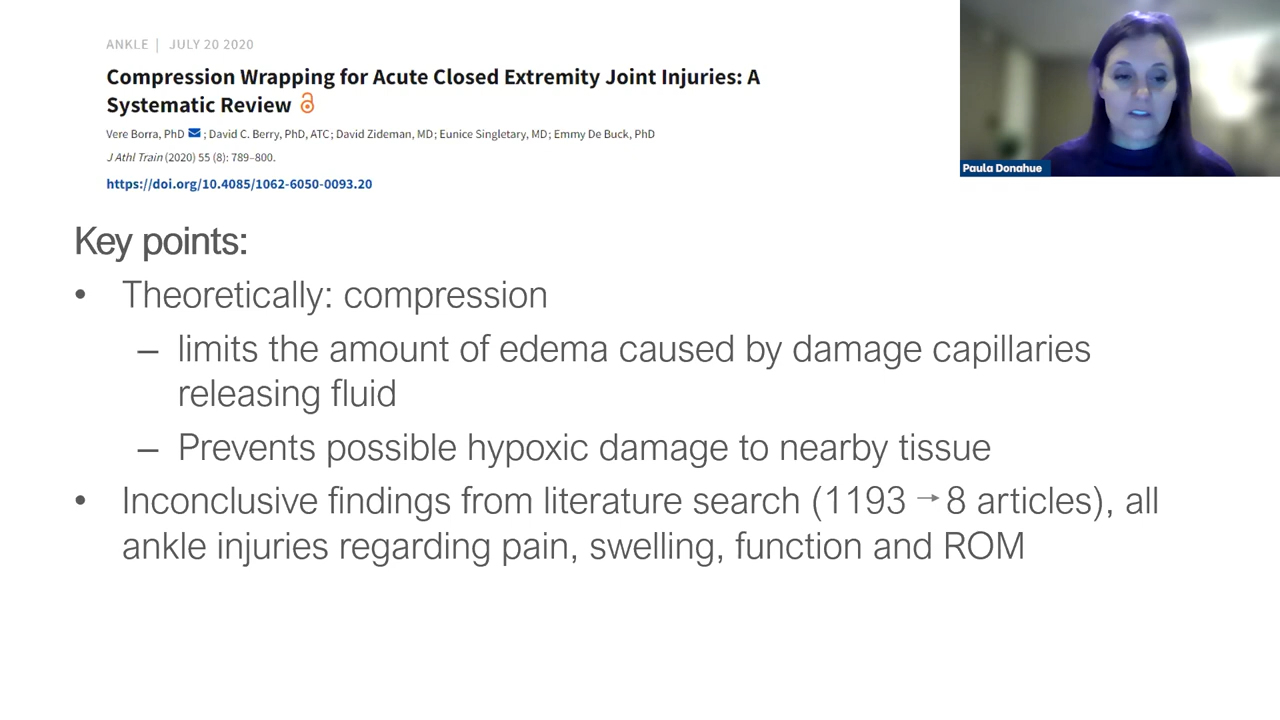 ANKLE | JULY 20 2020
Compression Wrapping for Acute Closed Extremity Joint Injuries: A
Systematic Review
Vere Borra, PhD ; David C. Berry, PhD, ATC; David Zideman, MD; Eunice Singletary, MD; Emmy De Buck, PhD
J Athl Train (2020) 55 (8): 789–800.
https://doi.org/10.4085/1062-6050-0093.20
Paula Donahue
Key points:
• Theoretically: compression
– limits the amount of edema caused by damage capillaries
releasing fluid
– Prevents possible hypoxic damage to nearby tissue
• Inconclusive findings from literature search (1193 → 8 articles), all
ankle injuries regarding pain, swelling, function and ROM